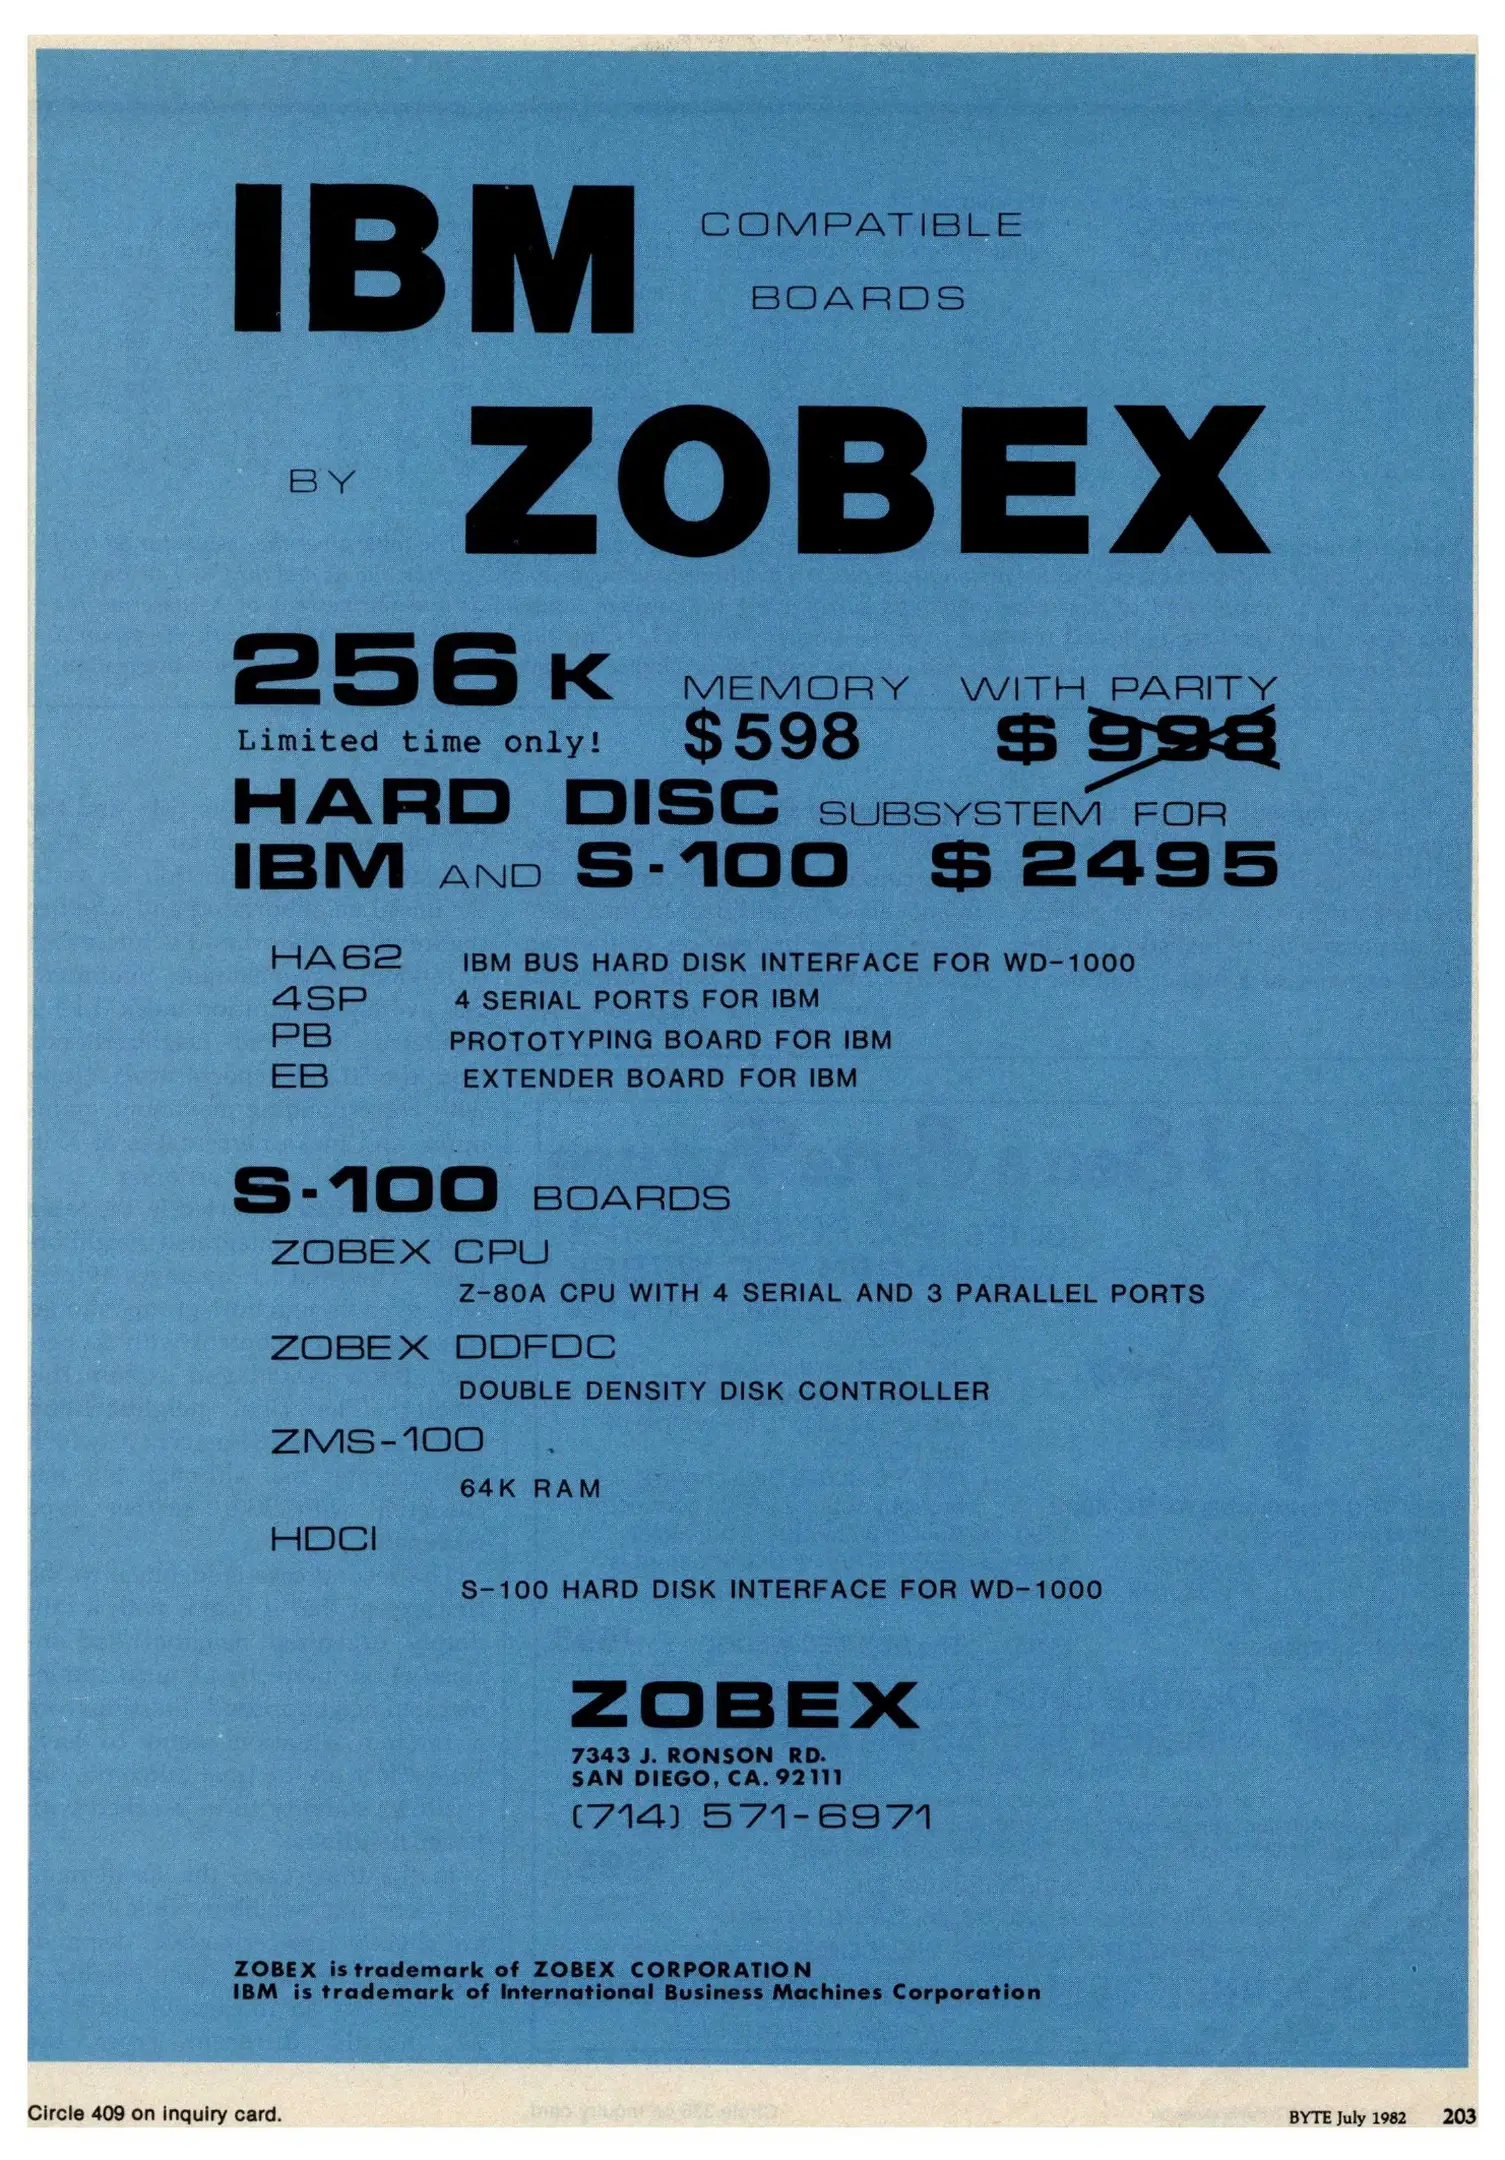 IBM COMPATIBLE
BOARDS
BY ZOBEX
256K MEMORY WITH PARITY
Limited time only! $598 $998
HARD DISC SUBSYSTEM FOR
IBM AND S-100 $2495
HA62 IBM BUS HARD DISK INTERFACE FOR WD-1000
4SP 4 SERIAL PORTS FOR IBM
PB PROTOTYPING BOARD FOR IBM
EB EXTENDER BOARD FOR IBM
S-100 BOARDS
ZOBEX CPU
Z-80A CPU WITH 4 SERIAL AND 3 PARALLEL PORTS
ZOBEX DDFDC
DOUBLE DENSITY DISK CONTROLLER
ZMS-100
64K RAM
HDCI
S-100 HARD DISK INTERFACE FOR WD-1000
ZOBEX
7343 J. RONSON RD.
SAN DIEGO, CA. 92111
(714) 571-6971
ZOBEX is trademark of ZOBEX CORPORATION
IBM is trademark of International Business Machines Corporation
Circle 409 on inquiry card.
BYTE July 1982 203